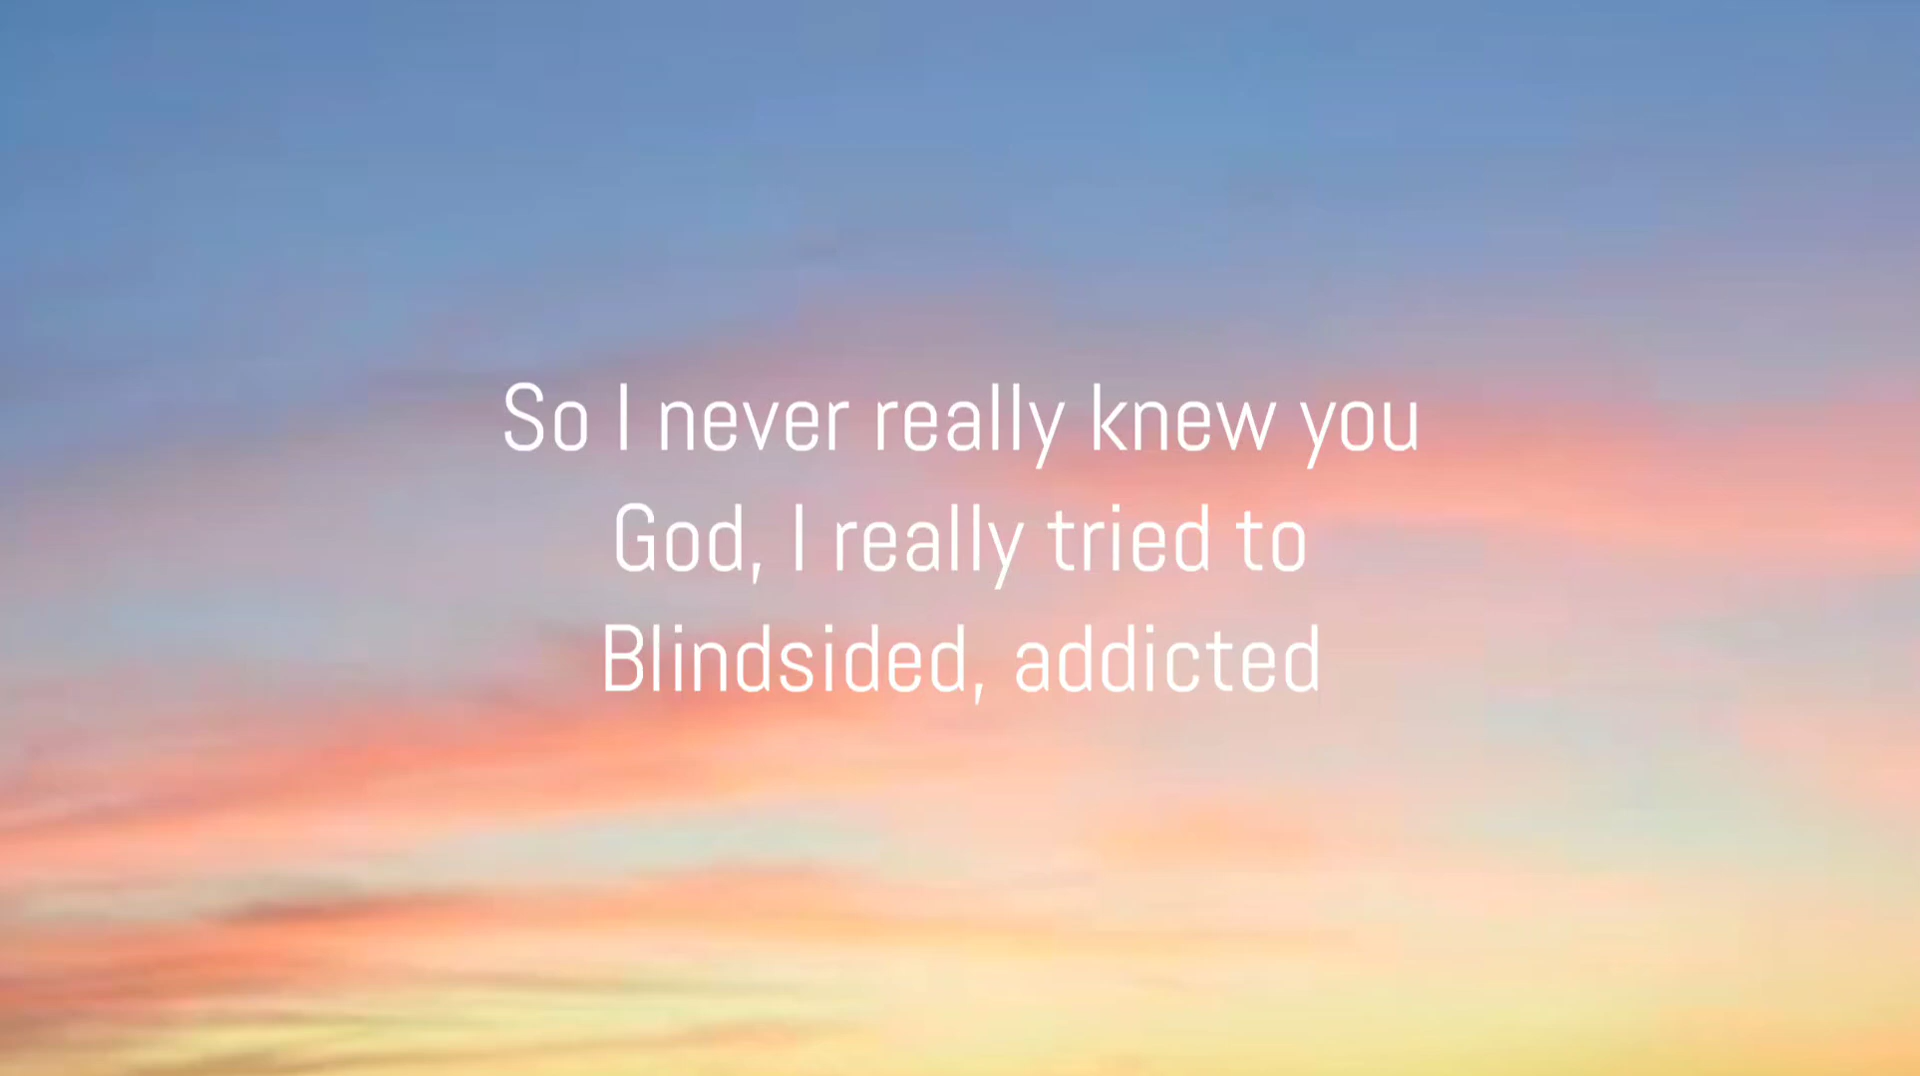 So I never really knew you
God, I really tried to
Blindsided, addicted